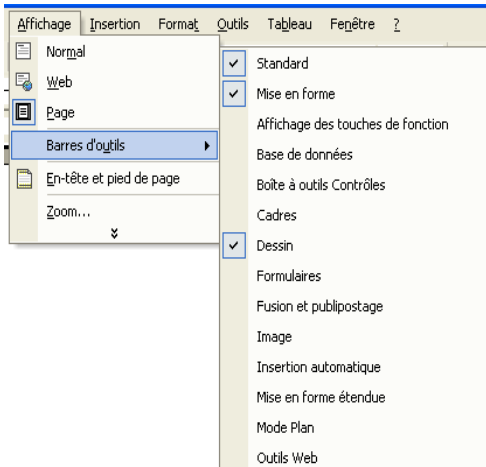 Affichage Insertion Format Outils Tableau Fenêtre ?
Normal
Web
Page
Barres d'outils
En-tête et pied de page
Zoom...
Standard
Mise en forme
Affichage des touches de fonction
Base de données
Boîte à outils Contrôles
Cadres
Dessin
Formulaires
Fusion et publipostage
Image
Insertion automatique
Mise en forme étendue
Mode Plan
Outils Web